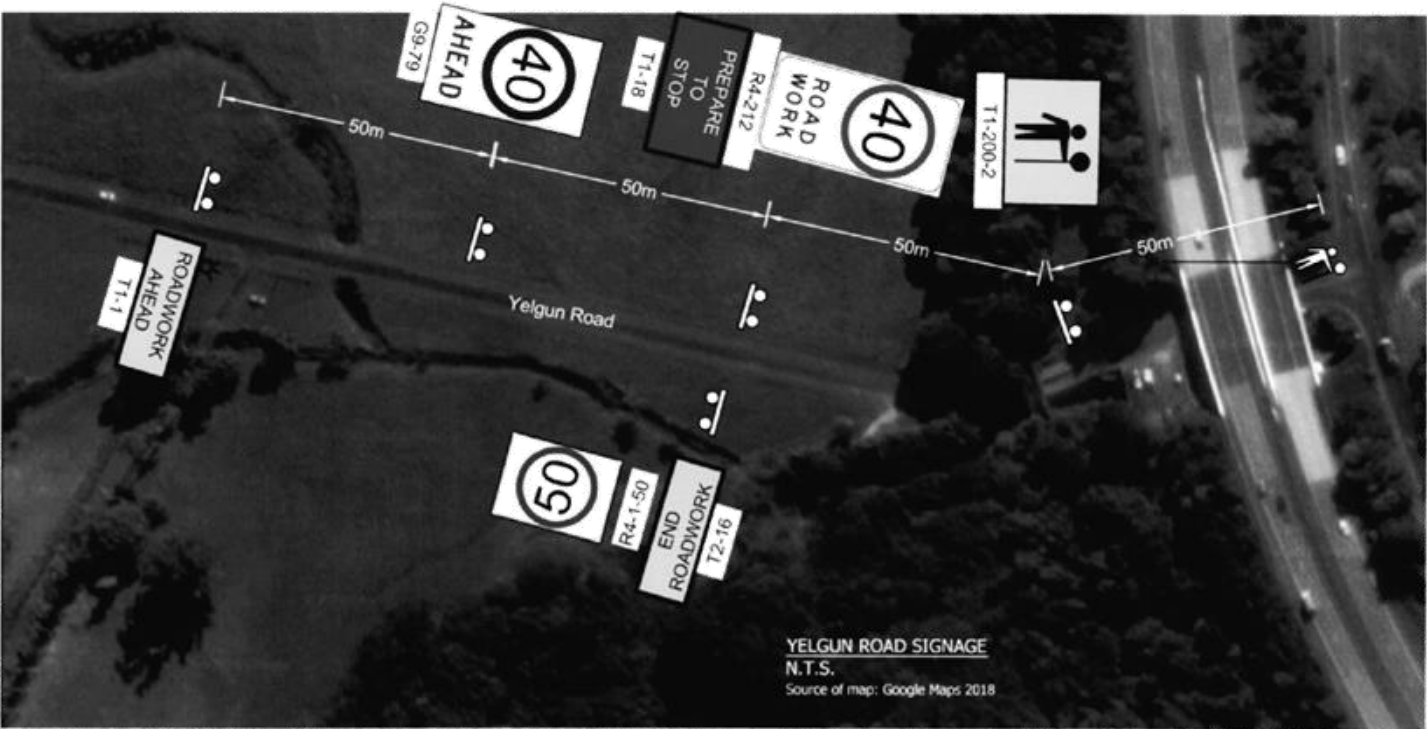 G9-79
40
AHEAD
50m
T1-18
PREPARE
TO
STOP
R4-212
40
ROAD
WORK
T1-200-2
50m
50m
50m
T1-1
ROADWORK
AHEAD
Yelgun Road
50
R4-1-50
END
ROADWORK
T2-16
YELGUN ROAD SIGNAGE
N.T.S.
Source of map: Google Maps 2018